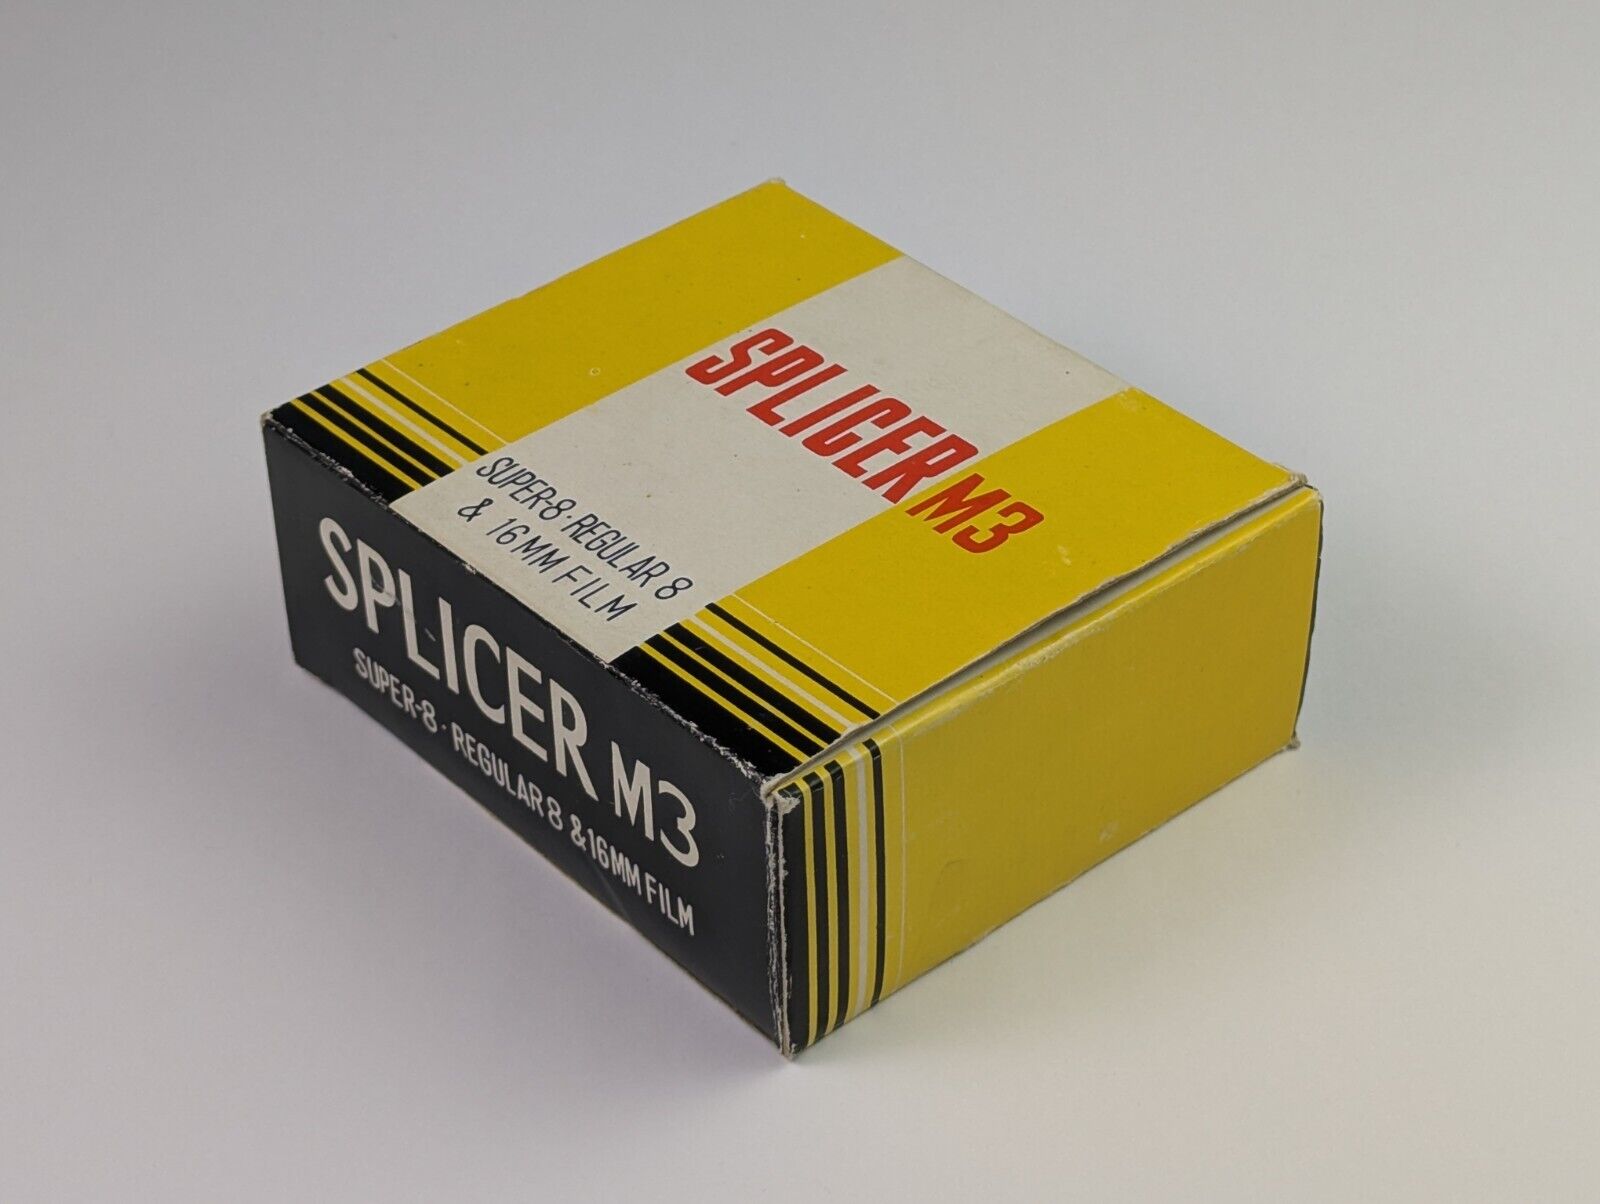 SPLICER M3
SUPER-8·REGULAR 8
& 16MM FILM
SPLICER M3
SUPER-8·REGULAR 8 & 16MM FILM